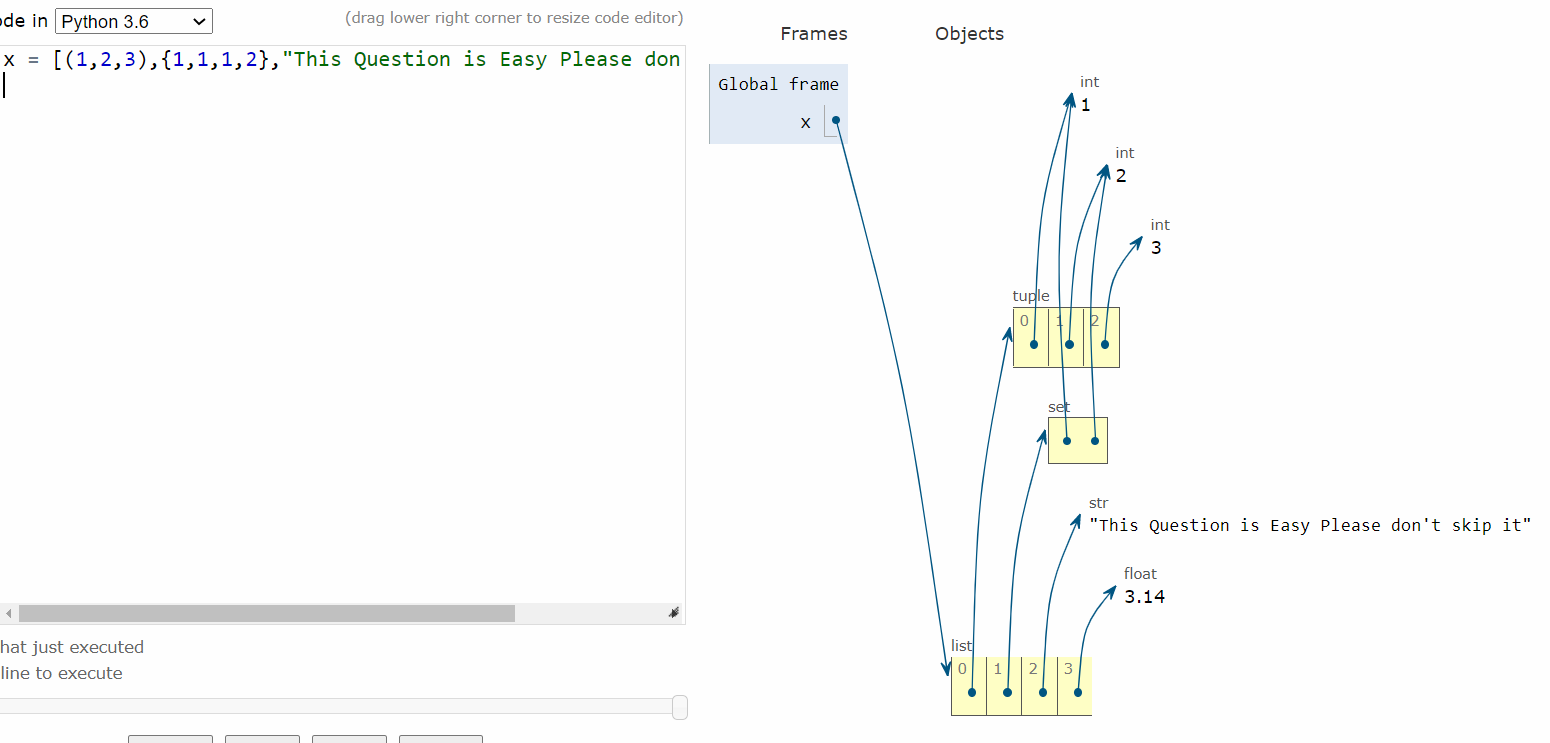 ode in Python 3.6
(drag lower right corner to resize code editor)
x = [(1,2,3),{1,1,1,2},"This Question is Easy Please don
hat just executed
line to execute
Frames
Objects
Global frame
x
int
1
int
2
int
3
tuple
0 1 2
set
str
"This Question is Easy Please don't skip it"
float
3.14
list
0 1 2 3